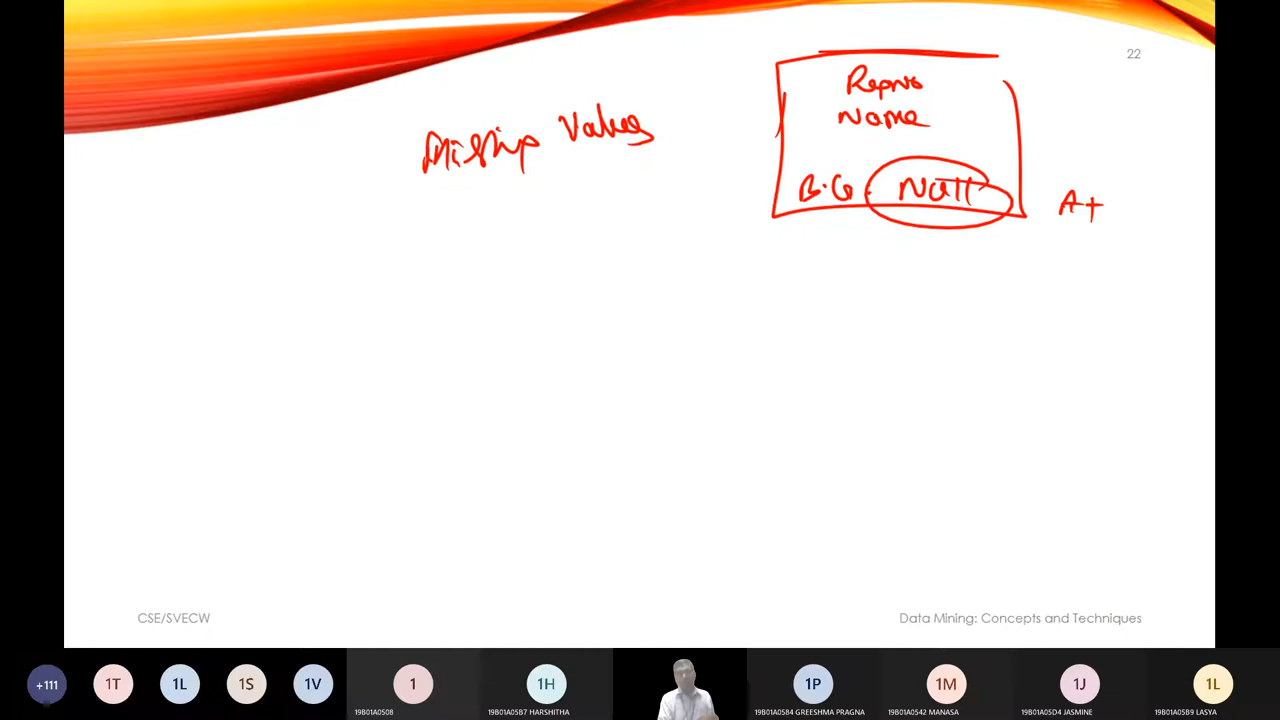 22
Missing Values
Regno
Name
B.G. Null
A+
CSE/SVECW
Data Mining: Concepts and Techniques
+111
1T
1L
1S
1V
1
1H
1P
1M
1J
1L
19B01A0508
19B01A05B7 HARSHITHA
19B01A0584 GREESHMA PRAGNA
19B01A0542 MANASA
19B01A05D4 JASMINE
19B01A05B9 LASYA